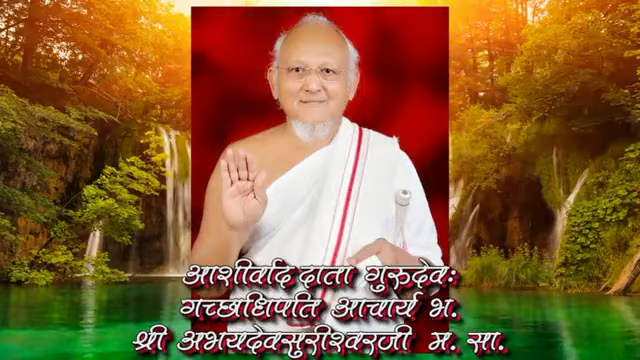 आशीर्वाद दाता गुरुदेवः
गच्छाधिपति आचार्य भ.
श्री अभयदेवसुरीश्वरजी म. सा.